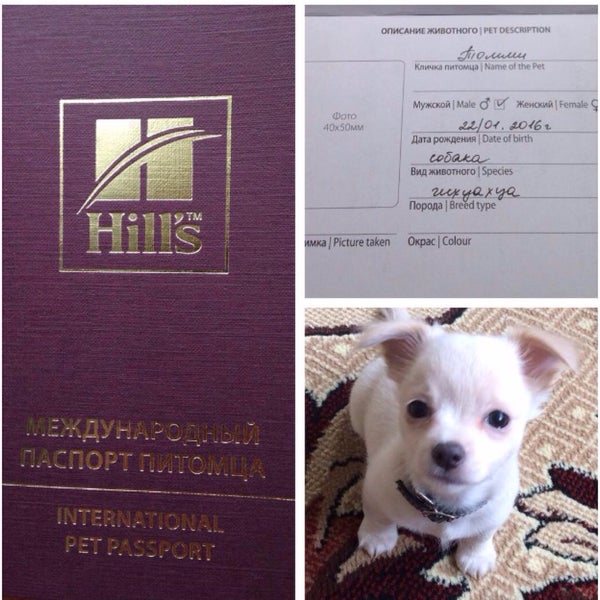 Hill's™
МЕЖДУНАРОДНЫЙ
ПАСПОРТ ПИТОМЦА
INTERNATIONAL
PET PASSPORT
ОПИСАНИЕ ЖИВОТНОГО | PET DESCRIPTION
Томми
Кличка питомца | Name of the Pet
Фото
40х50мм
Мужской | Male ♂ ☑ Женский | Female ♀
22/01. 2016г
Дата рождения | Date of birth
собака
Вид животного | Species
чихуахуа
Порода | Breed type
имка | Picture taken
Окрас | Colour